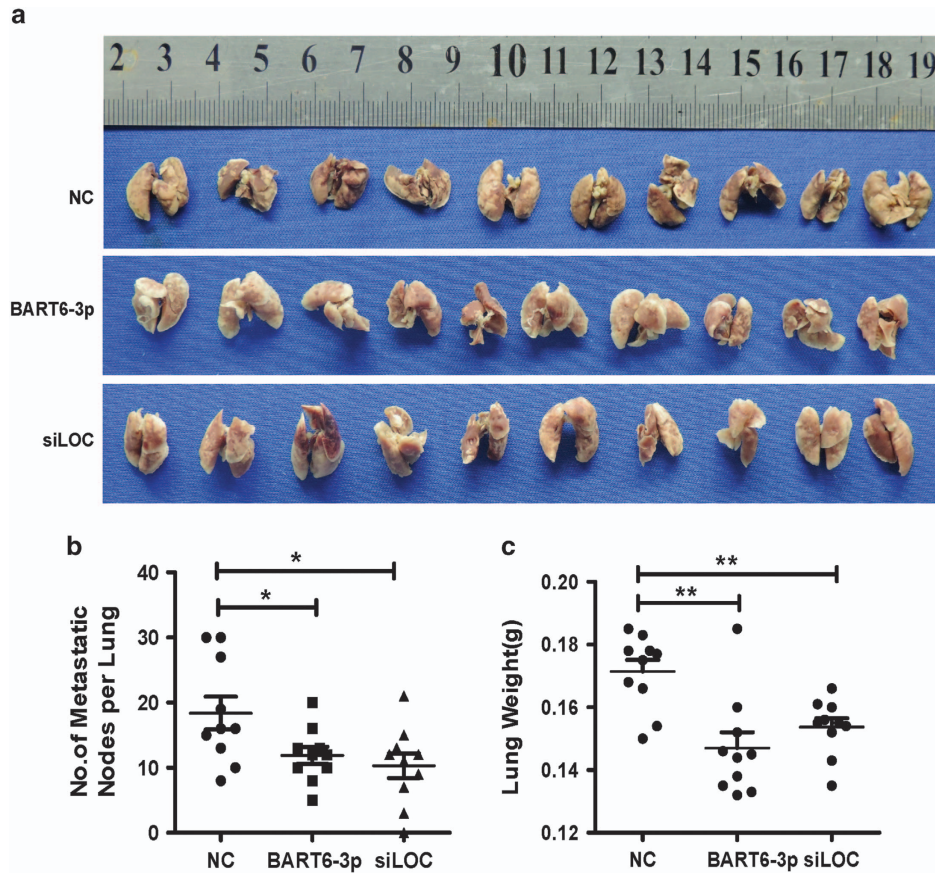 a
2 3 4 5 6 7 8 9 10 11 12 13 14 15 16 17 18 19
NC
BART6-3p
siLOC
b
*
*
No.of Metastatic
Nodes per Lung
40
30
20
10
0
NC BART6-3p siLOC
c
**
**
Lung Weight(g)
0.20
0.18
0.16
0.14
0.12
NC BART6-3p siLOC